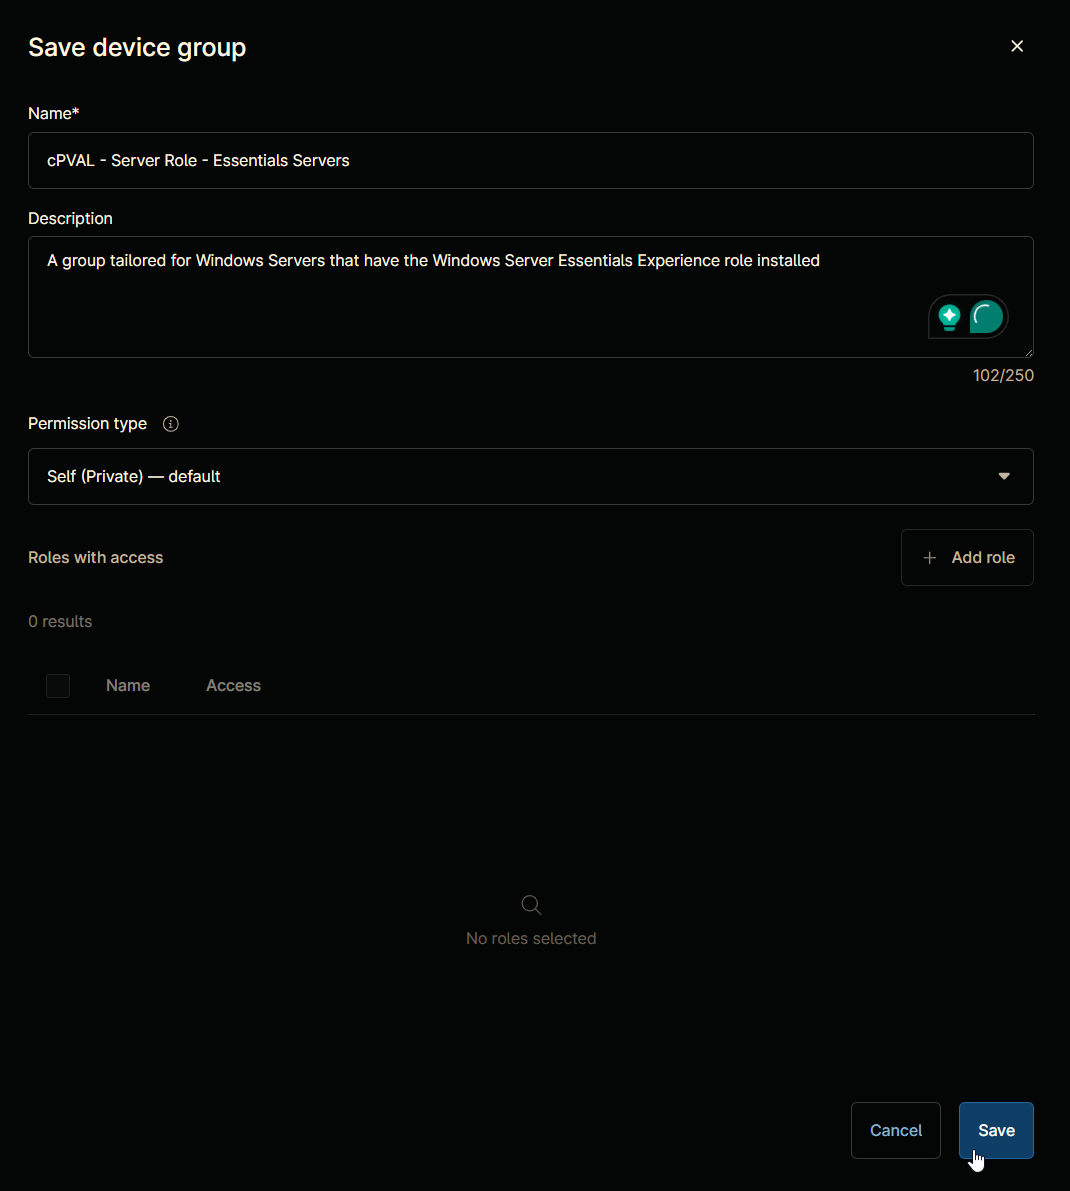 Save device group
Name*
cPVAL - Server Role - Essentials Servers
Description
A group tailored for Windows Servers that have the Windows Server Essentials Experience role installed
102/250
Permission type
Self (Private) — default
Roles with access
Add role
0 results
Name Access
No roles selected
Cancel Save